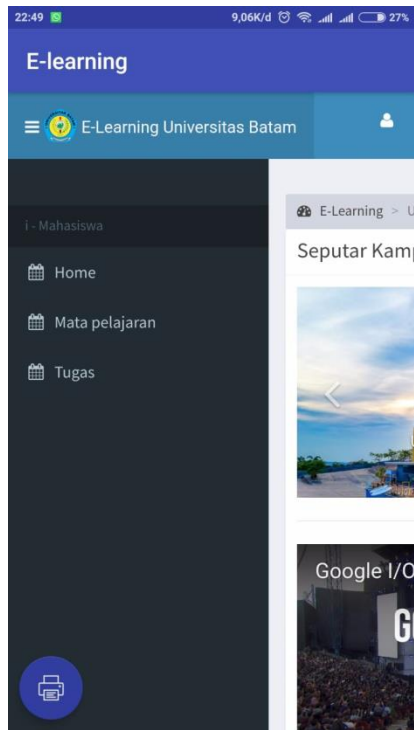 22:49 9,06K/d 27%
E-learning
E-Learning Universitas Batam
E-Learning >
i - Mahasiswa
Seputar Kamp
Home
Mata pelajaran
Tugas
Google I/O